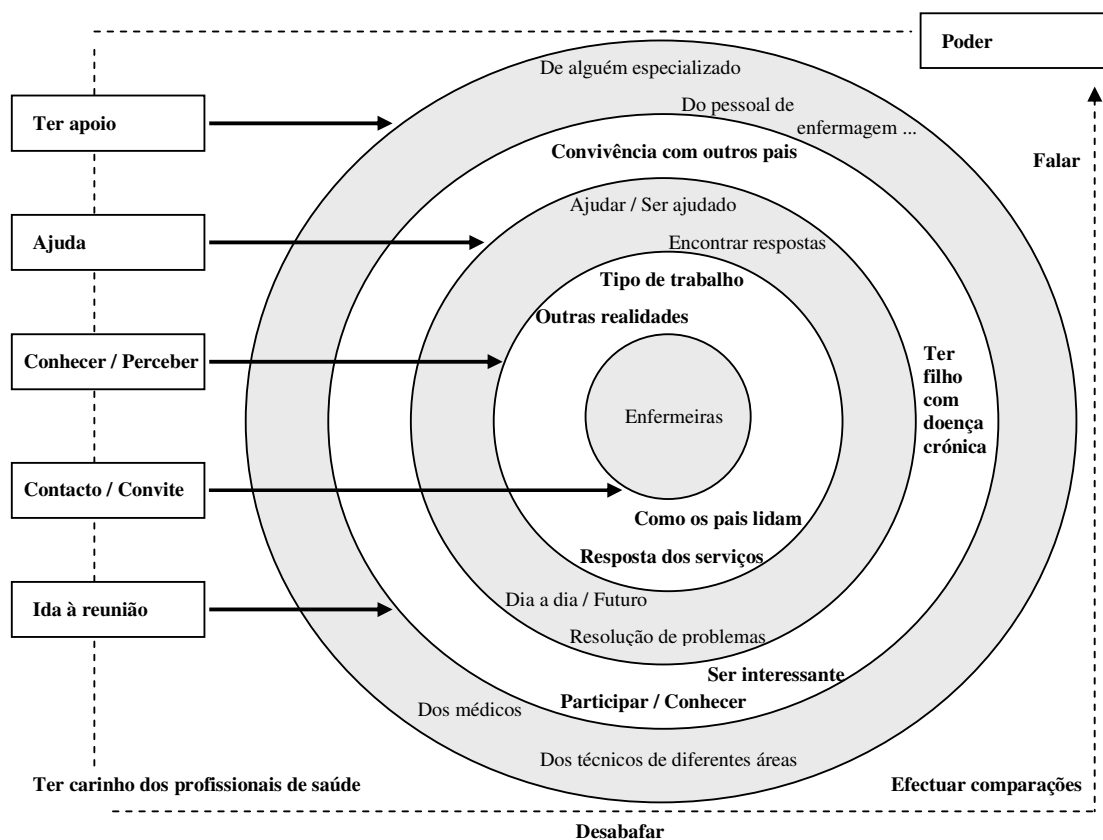 Poder
De alguém especializado
Ter apoio
Do pessoal de
enfermagem ...
Convivência com outros pais
Falar
Ajuda
Ajudar / Ser ajudado
Encontrar respostas
Tipo de trabalho
Outras realidades
Conhecer / Perceber
Ter
filho
com
doença
crónica
Enfermeiras
Contacto / Convite
Como os pais lidam
Resposta dos serviços
Ida à reunião
Dia a dia / Futuro
Resolução de problemas
Ser interessante
Participar / Conhecer
Dos médicos
Dos técnicos de diferentes áreas
Ter carinho dos profissionais de saúde
Efectuar comparações
Desabafar